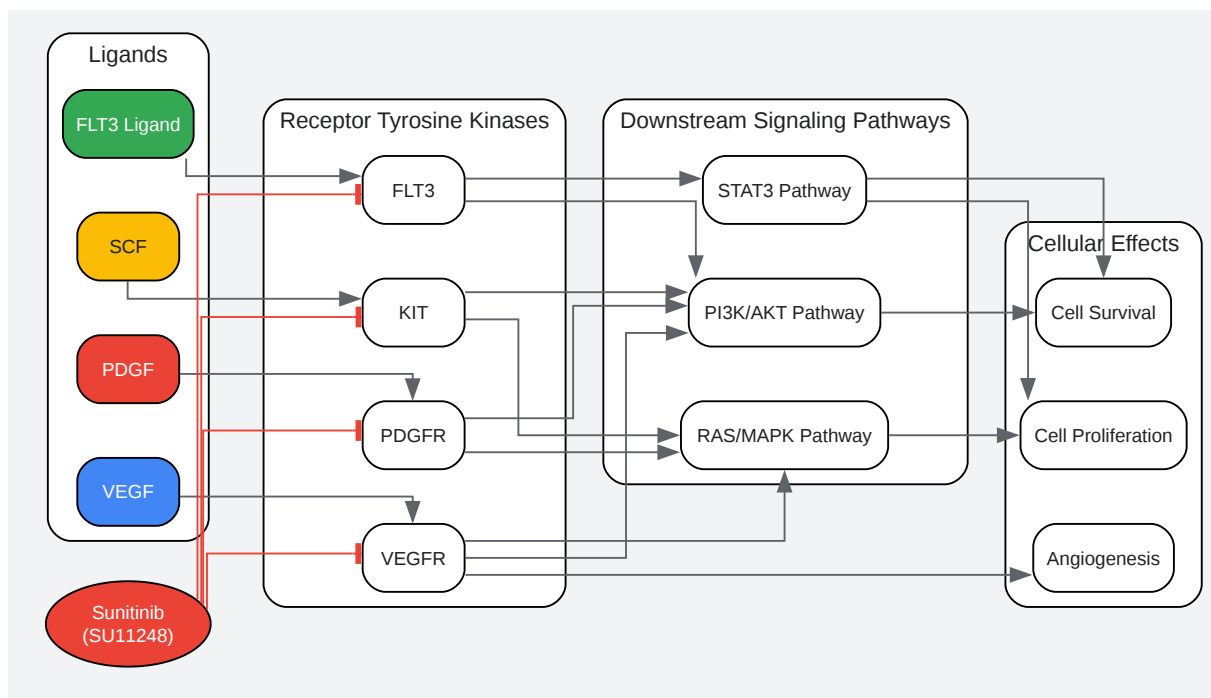 Ligands
FLT3 Ligand
SCF
PDGF
VEGF
Sunitinib
(SU11248)
Receptor Tyrosine Kinases
FLT3
KIT
PDGFR
VEGFR
Downstream Signaling Pathways
STAT3 Pathway
PI3K/AKT Pathway
RAS/MAPK Pathway
Cellular Effects
Cell Survival
Cell Proliferation
Angiogenesis